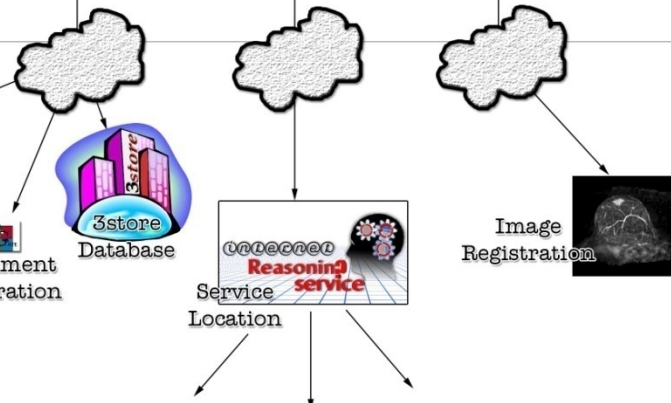 3store
3store
Database
internet
Reasoning
service
Service
Location
Image
Registration
ment
ration